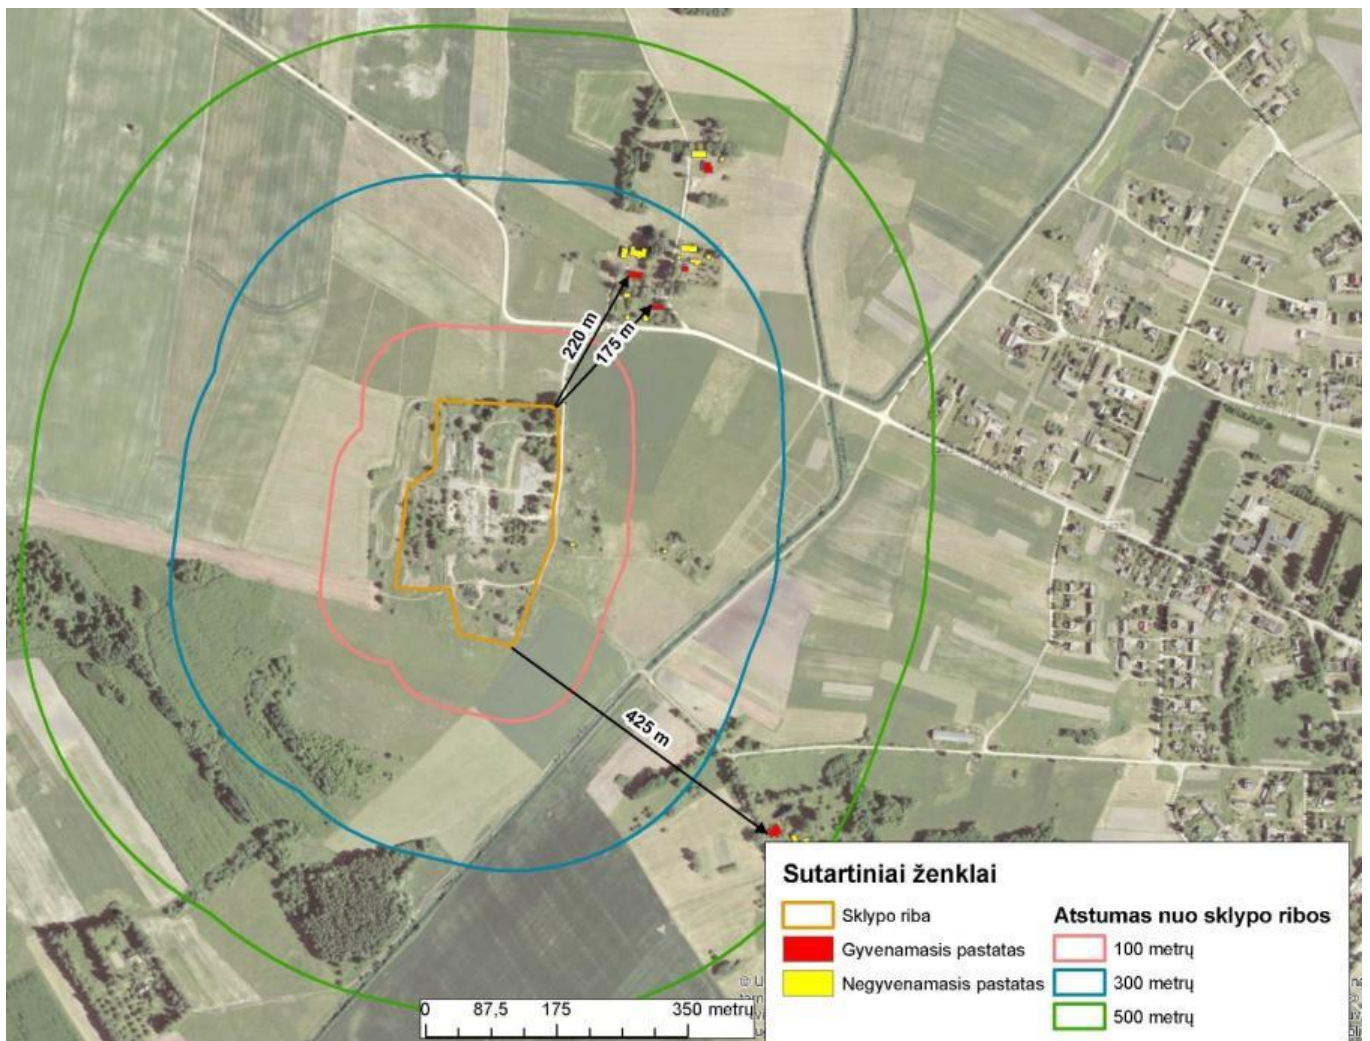 220 m
175 m
425 m
Sutartiniai ženklai
Sklypo riba
Gyvenamasis pastatas
Negyvenamasis pastatas
Atstumas nuo sklypo ribos
100 metrų
300 metrų
500 metrų
0 87,5 175 350 metrų